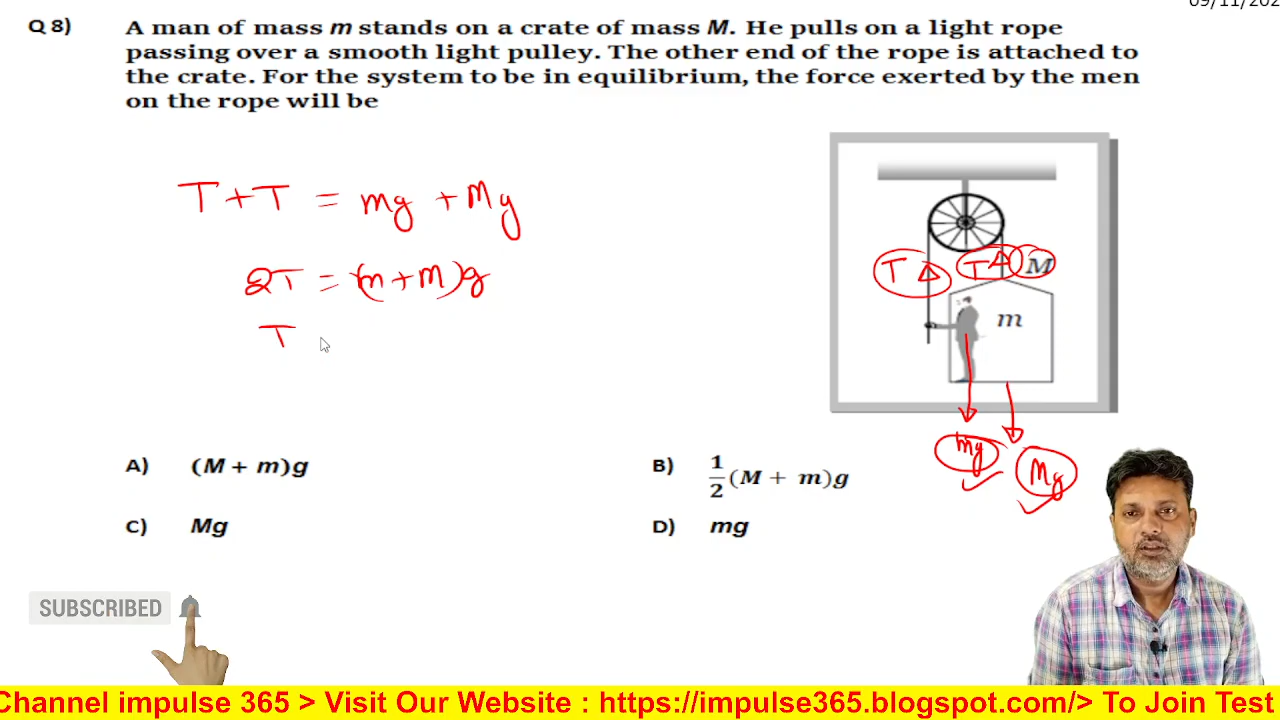 09/11/202
Q 8) A man of mass m stands on a crate of mass M. He pulls on a light rope
passing over a smooth light pulley. The other end of the rope is attached to
the crate. For the system to be in equilibrium, the force exerted by the men
on the rope will be
T + T = mg + Mg
2T = (m + M)g
T
T T M
m
mg
Mg
A) (M + m)g
B) 1/2 (M + m)g
C) Mg
D) mg
SUBSCRIBED
Channel impulse 365 > Visit Our Website : https://impulse365.blogspot.com/> To Join Test